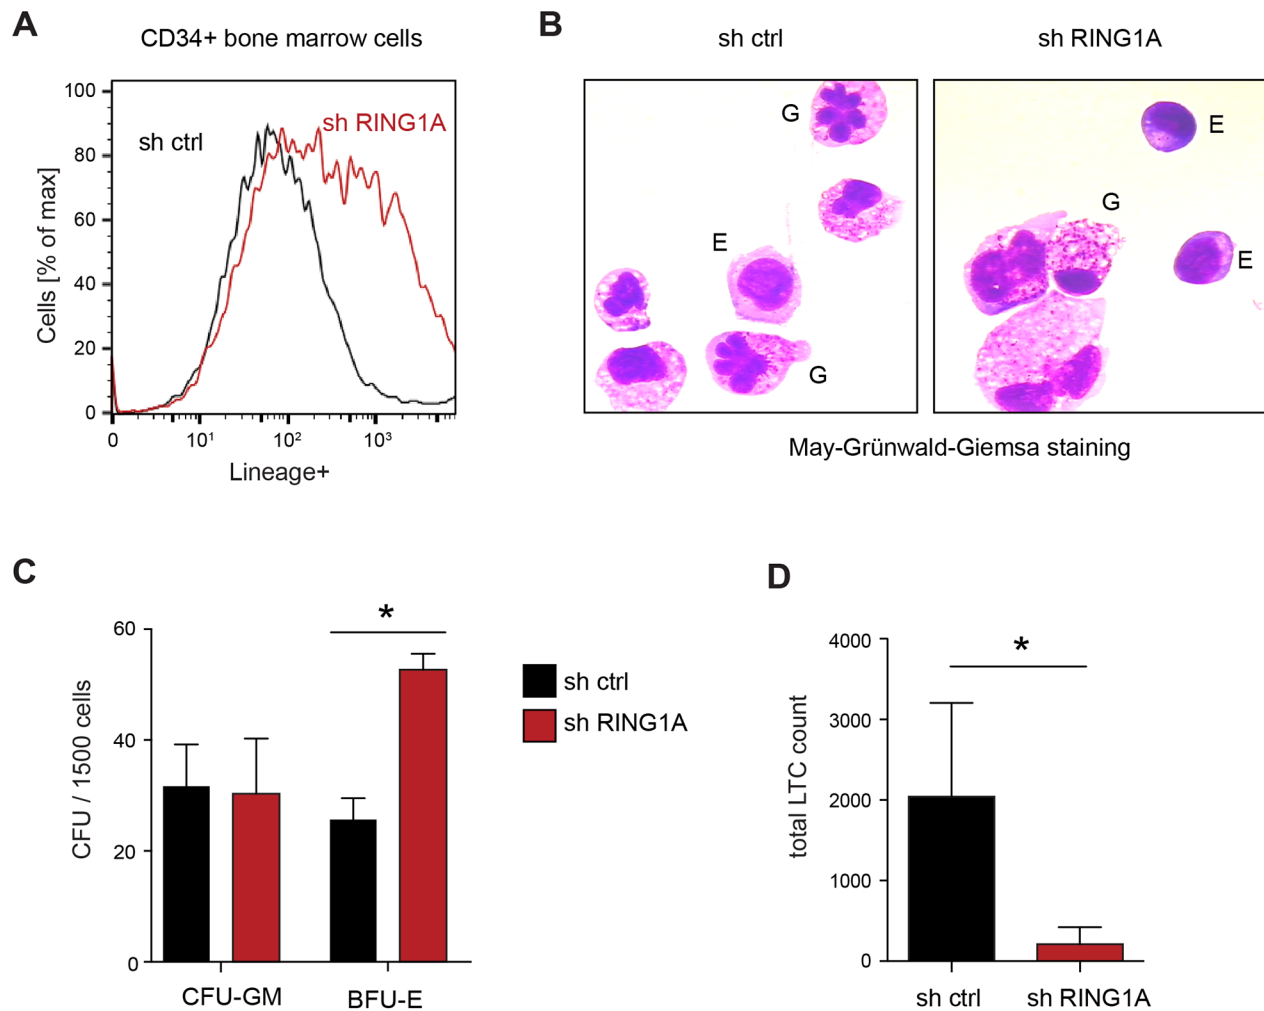 A
CD34+ bone marrow cells
sh ctrl
sh RING1A
Cells [% of max]
100
80
60
40
20
0
0
10¹
10²
10³
Lineage+
B
sh ctrl
sh RING1A
G
E
G
E
G
E
May-Grünwald-Giemsa staining
C
*
CFU / 1500 cells
60
40
20
0
CFU-GM
BFU-E
sh ctrl
sh RING1A
D
*
total LTC count
4000
3000
2000
1000
0
sh ctrl
sh RING1A